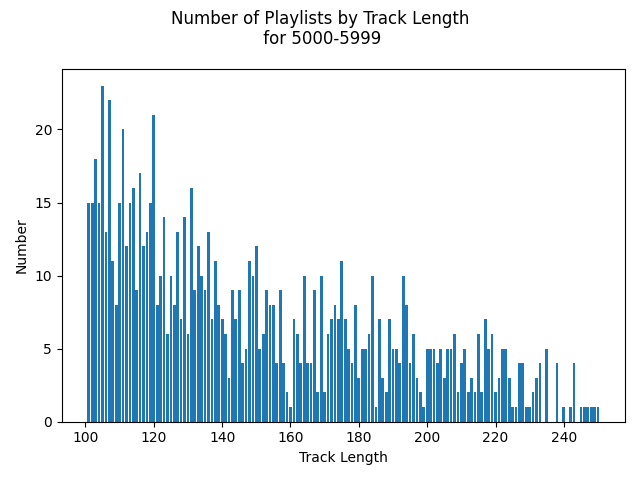 Number of Playlists by Track Length
for 5000-5999
20
15
10
5
0
Number
100 120 140 160 180 200 220 240
Track Length